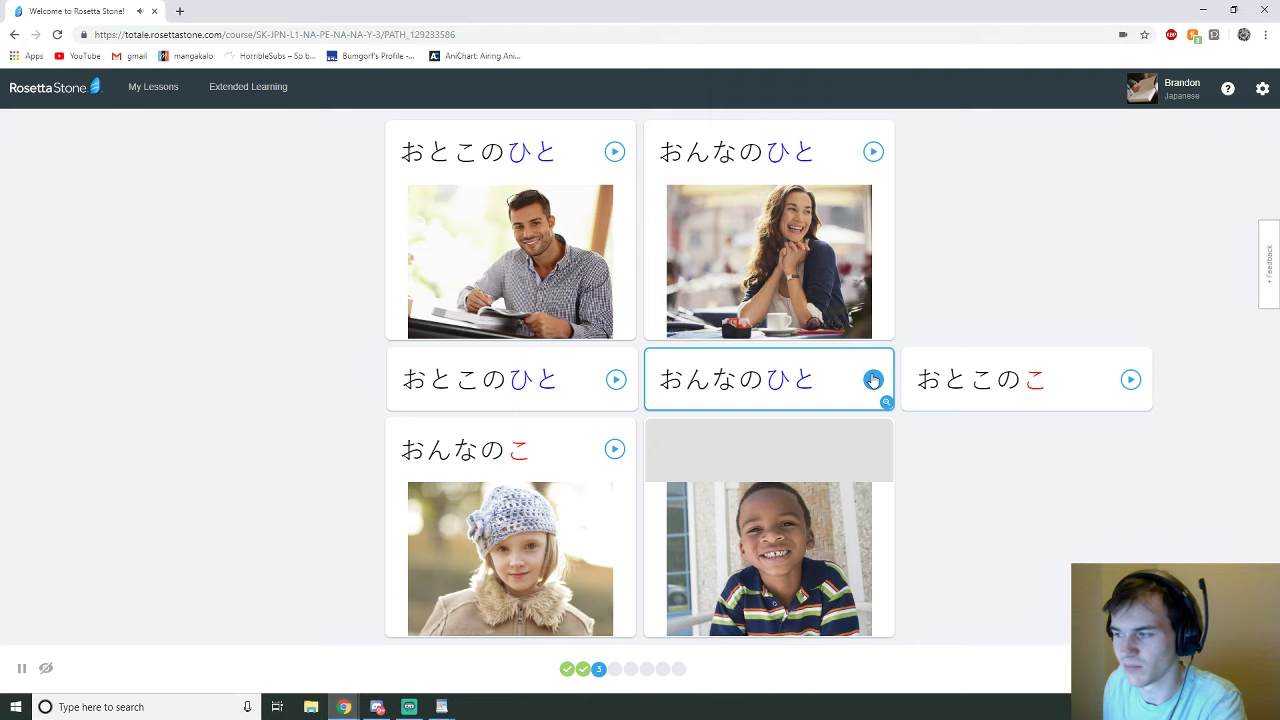 Welcome to Rosetta Stone!
https://totale.rosettastone.com/course/SK-JPN-L1-NA-PE-NA-NA-Y-3/PATH_129233586
Apps
YouTube
gmail
mangakalo
HorribleSubs – So b...
Bumgorf's Profile -...
AniChart: Airing Ani...
RosettaStone
My Lessons
Extended Learning
Brandon
Japanese
おとこのひと
おんなのひと
+ Feedback
おとこのひと
おんなのひと
おとこのこ
おんなのこ
3
Type here to search